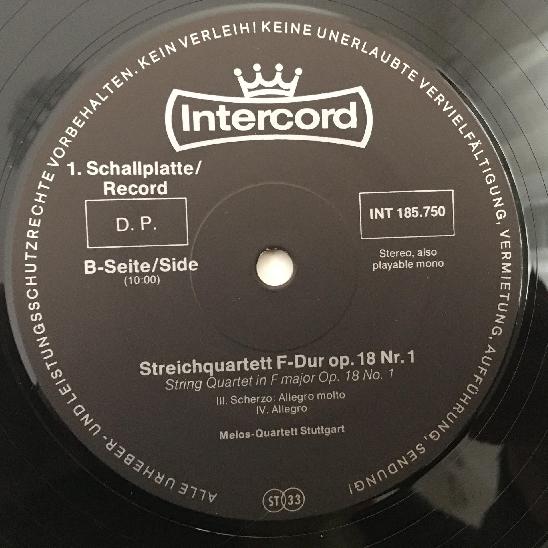 ALLE URHEBER- UND LEISTUNGSSCHUTZRECHTE VORBEHALTEN. KEIN VERLEIH! KEINE UNERLAUBTE VERVIELFÄLTIGUNG, VERMIETUNG, AUFFÜHRUNG, SENDUNG!
Intercord
1. Schallplatte/
Record
D. P.
INT 185.750
B-Seite/Side
(10:00)
Stereo, also
playable mono
Streichquartett F-Dur op. 18 Nr. 1
String Quartet in F major Op. 18 No. 1
III. Scherzo: Allegro molto
IV. Allegro
Melos-Quartett Stuttgart
ST 33